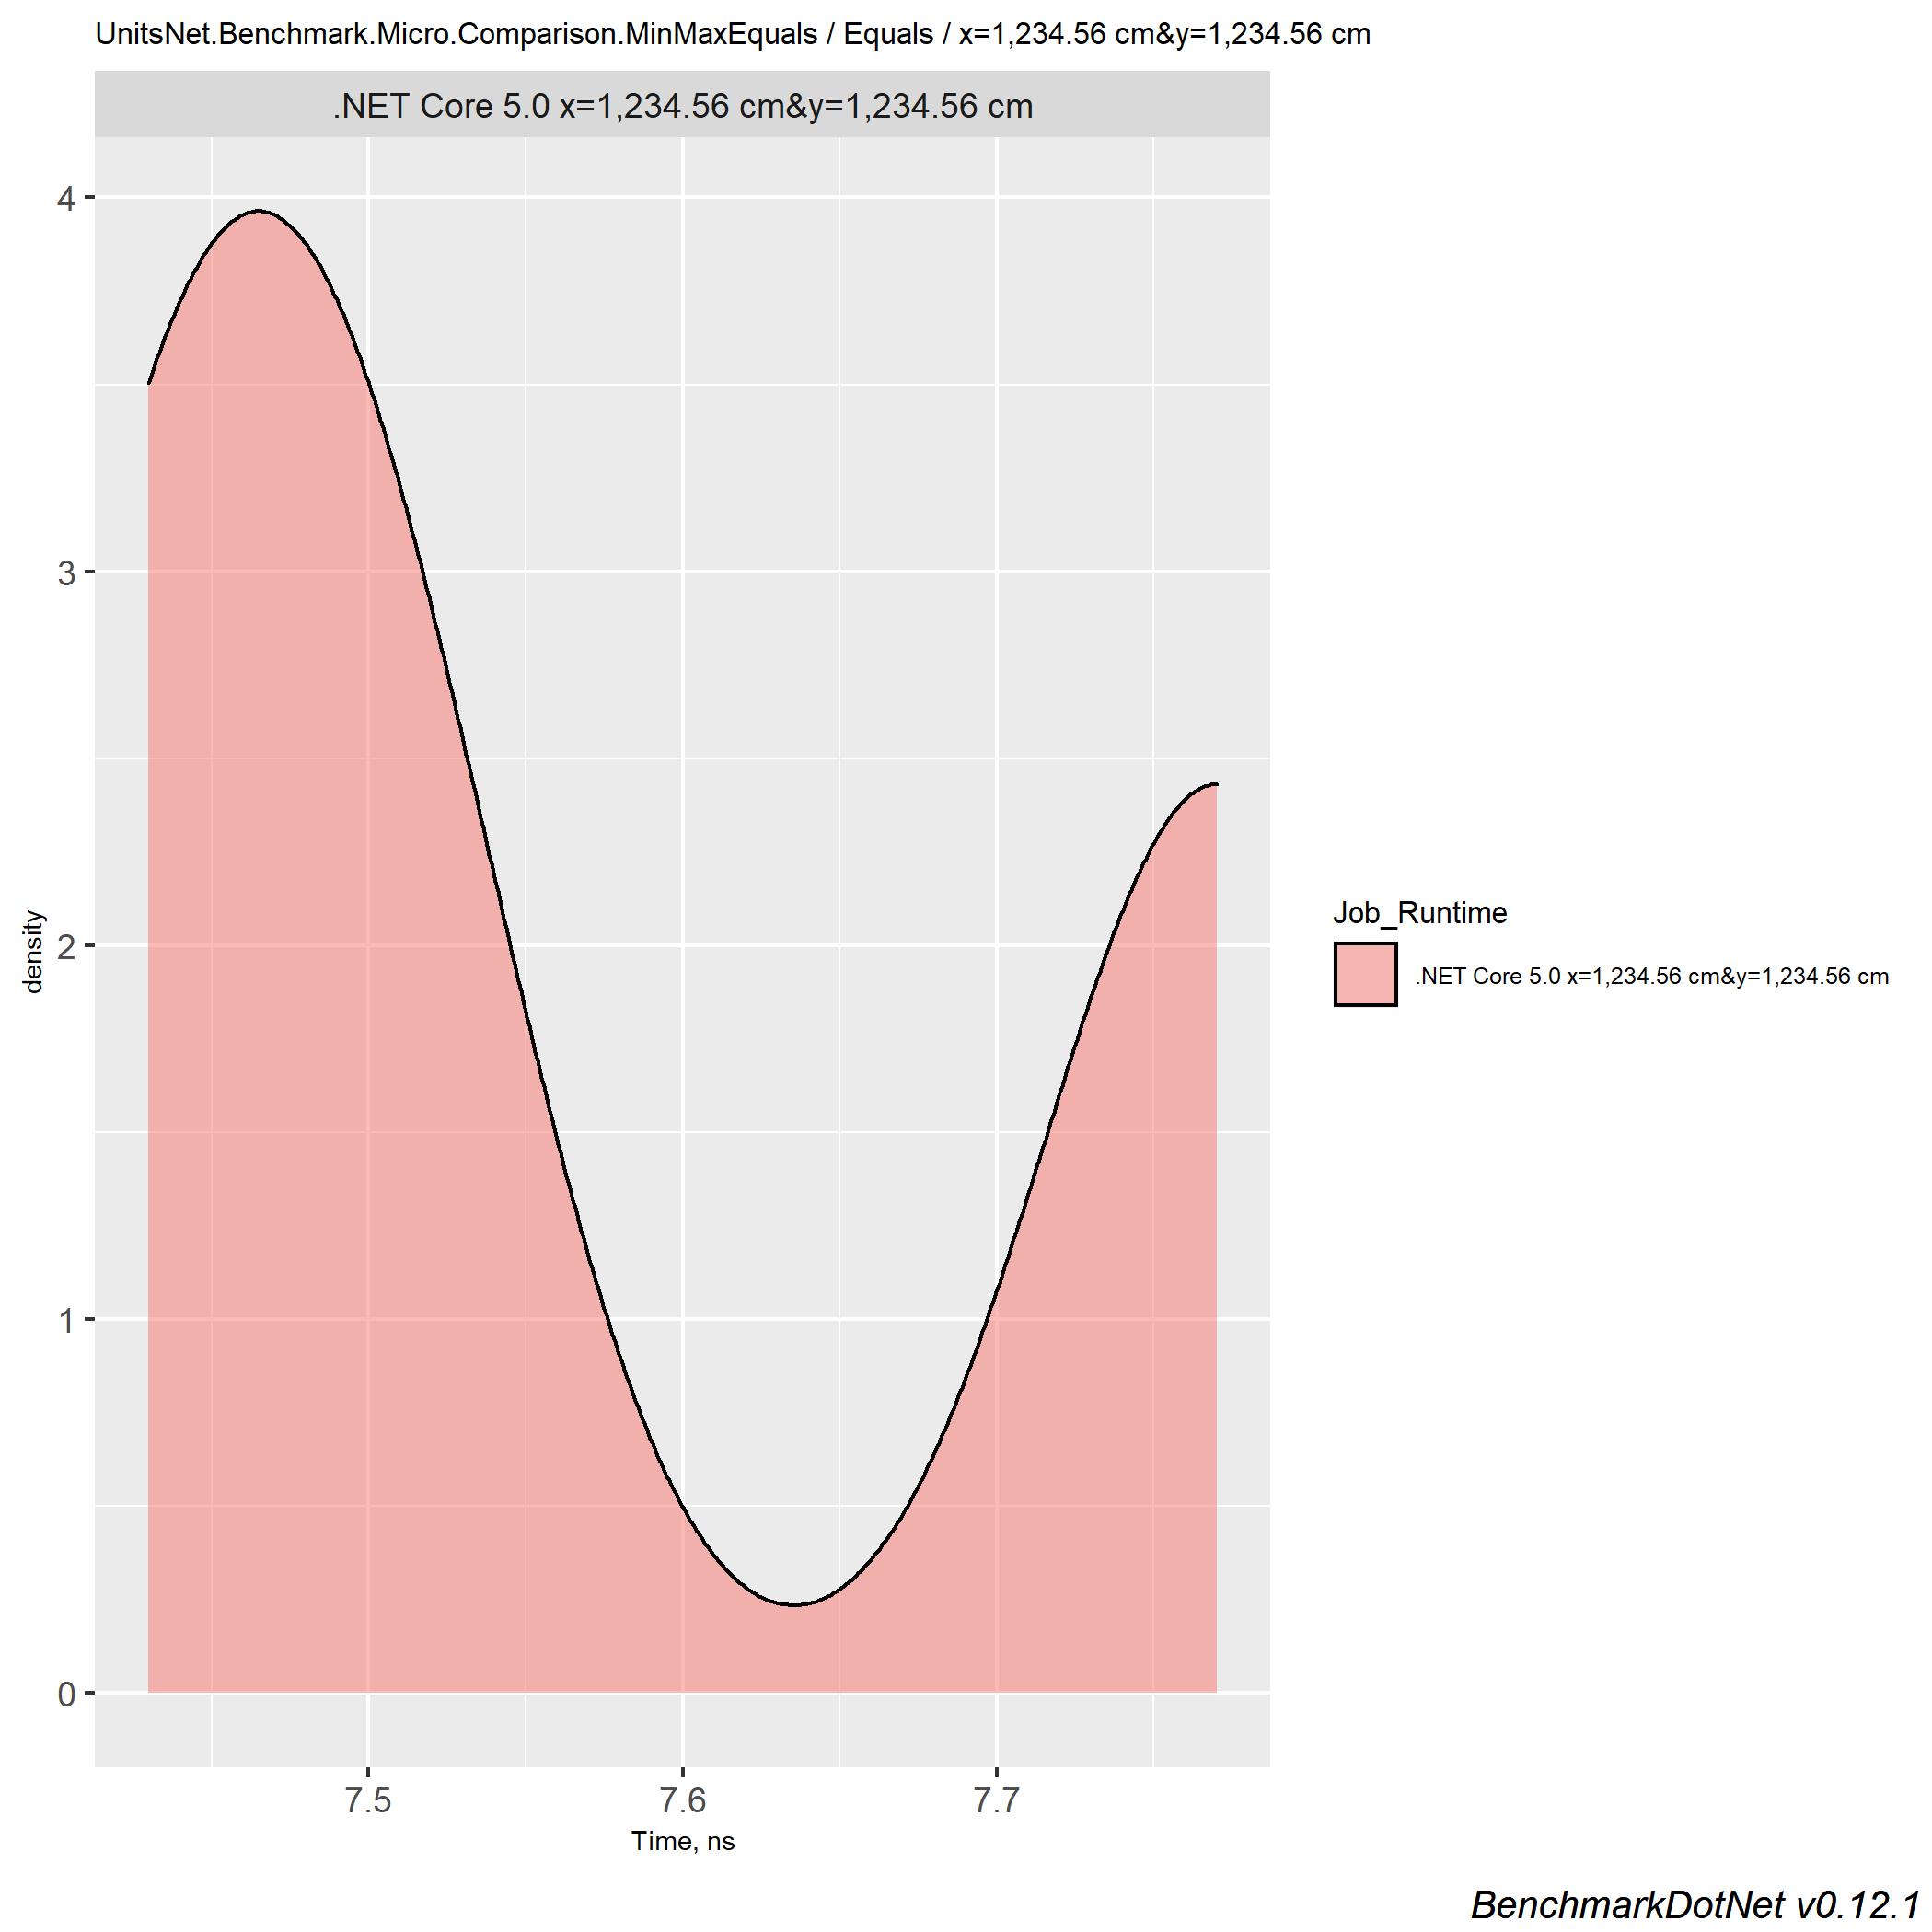 UnitsNet.Benchmark.Micro.Comparison.MinMaxEquals / Equals / x=1,234.56 cm&y=1,234.56 cm
.NET Core 5.0 x=1,234.56 cm&y=1,234.56 cm
4
3
2
1
0
density
7.5 7.6 7.7
Time, ns
Job_Runtime
.NET Core 5.0 x=1,234.56 cm&y=1,234.56 cm
BenchmarkDotNet v0.12.1